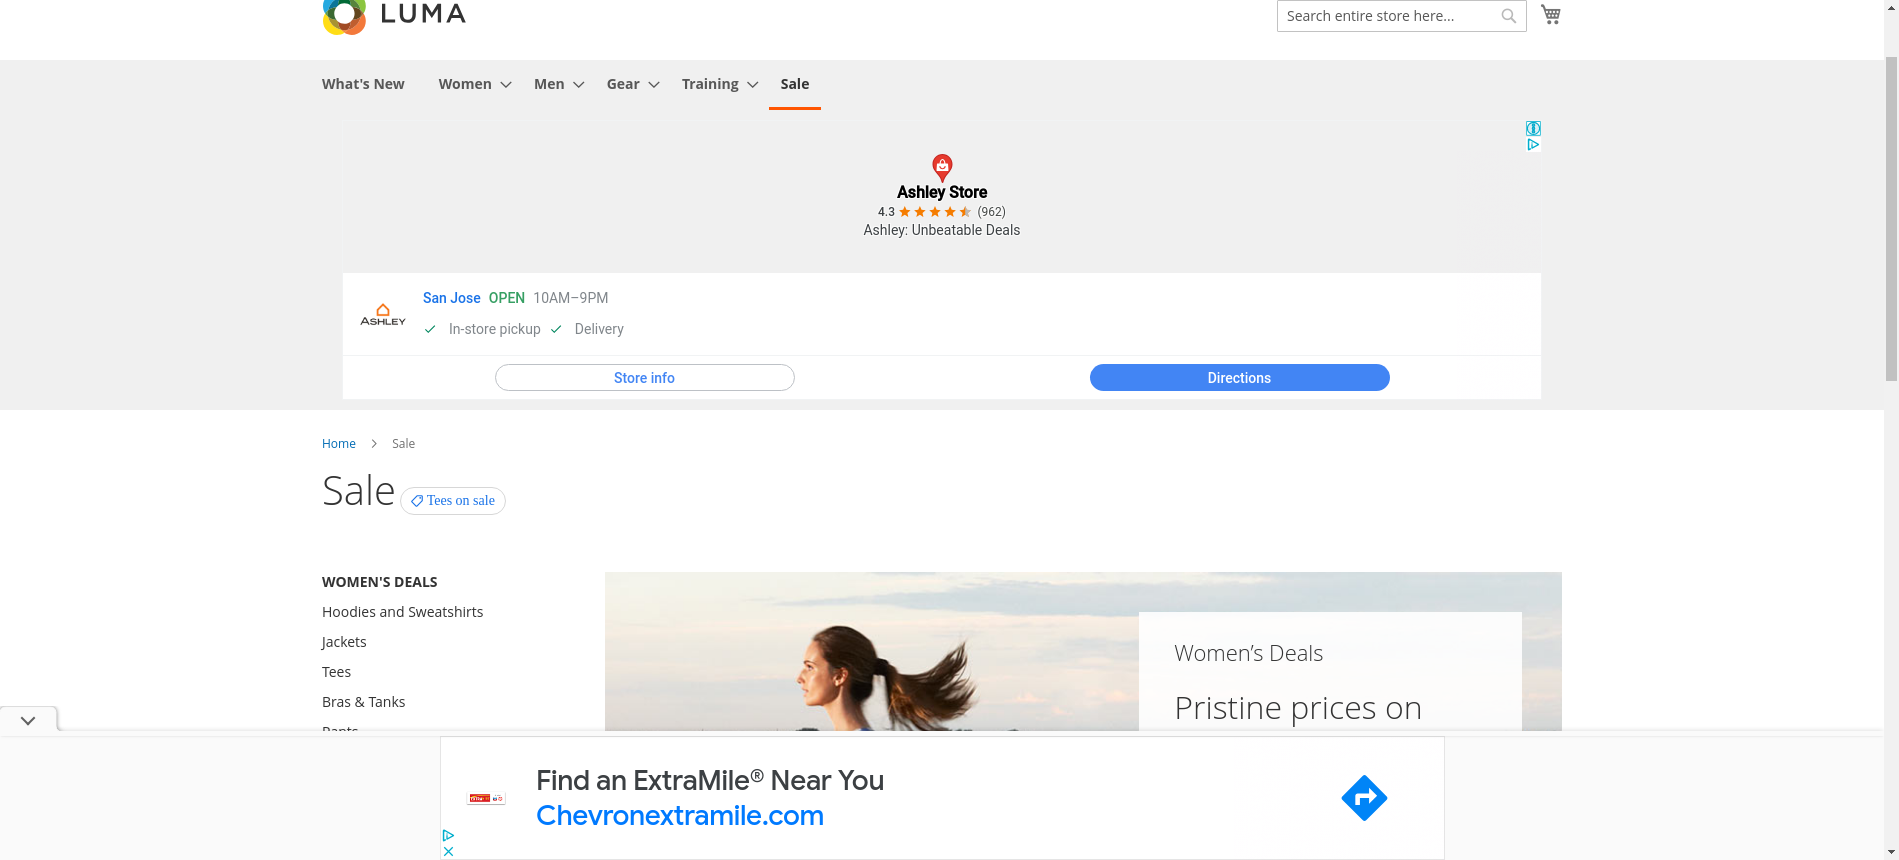 LUMA
Search entire store here...
What's New Women Men Gear Training Sale
Ashley Store
4.3 (962)
Ashley: Unbeatable Deals
ASHLEY
San Jose OPEN 10AM–9PM
In-store pickup Delivery
Store info Directions
Home Sale
Sale Tees on sale
WOMEN'S DEALS
Hoodies and Sweatshirts
Jackets
Tees
Bras & Tanks
Pants
Women’s Deals
Pristine prices on
Find an ExtraMile® Near You
Chevronextramile.com